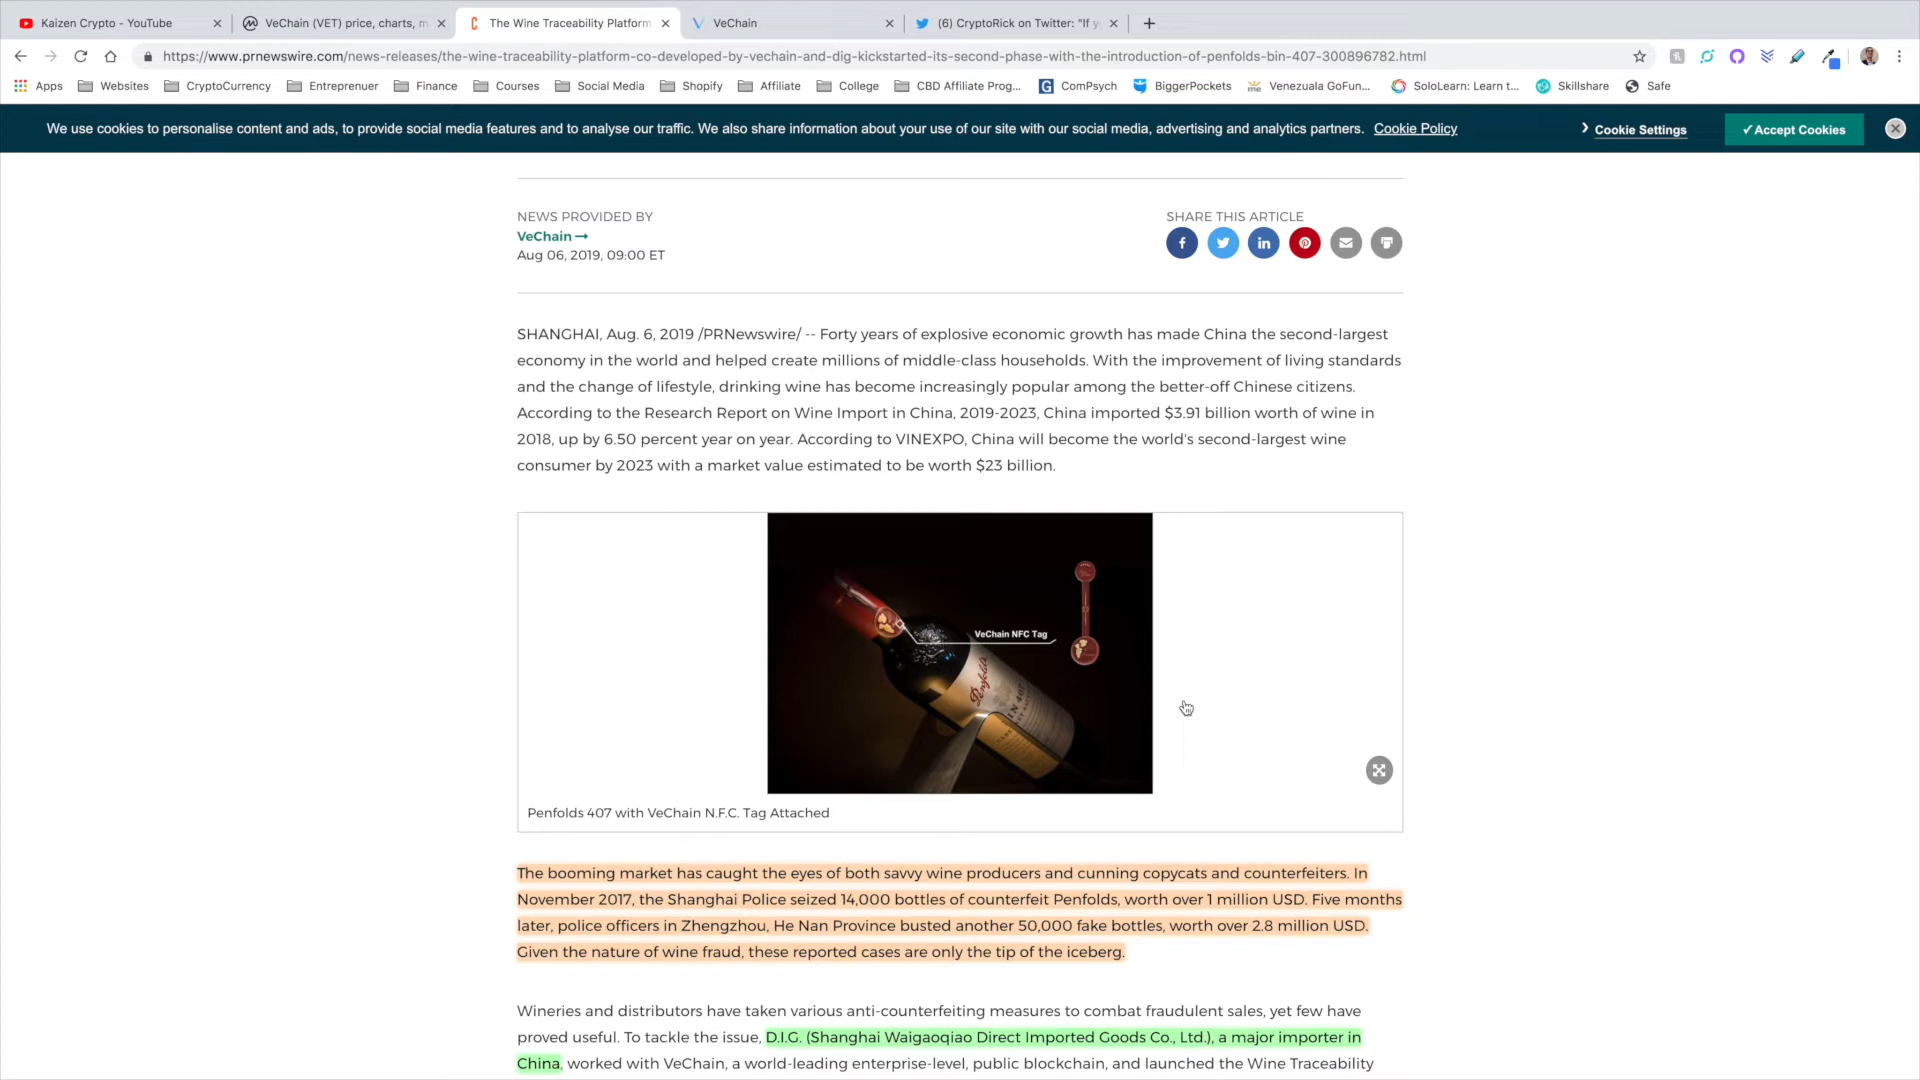 Kaizen Crypto - YouTube
VeChain (VET) price, charts, m
The Wine Traceability Platform
VeChain
(6) CryptoRick on Twitter: "If y
https://www.prnewswire.com/news-releases/the-wine-traceability-platform-co-developed-by-vechain-and-dig-kickstarted-its-second-phase-with-the-introduction-of-penfolds-bin-407-300896782.html
Apps
Websites
CryptoCurrency
Entreprenuer
Finance
Courses
Social Media
Shopify
Affiliate
College
CBD Affiliate Prog...
ComPsych
BiggerPockets
Venezuala GoFun...
SoloLearn: Learn t...
Skillshare
Safe
We use cookies to personalise content and ads, to provide social media features and to analyse our traffic. We also share information about your use of our site with our social media, advertising and analytics partners. Cookie Policy
Cookie Settings
✓Accept Cookies
NEWS PROVIDED BY
VeChain →
Aug 06, 2019, 09:00 ET
SHARE THIS ARTICLE
SHANGHAI, Aug. 6, 2019 /PRNewswire/ -- Forty years of explosive economic growth has made China the second-largest
economy in the world and helped create millions of middle-class households. With the improvement of living standards
and the change of lifestyle, drinking wine has become increasingly popular among the better-off Chinese citizens.
According to the Research Report on Wine Import in China, 2019-2023, China imported $3.91 billion worth of wine in
2018, up by 6.50 percent year on year. According to VINEXPO, China will become the world's second-largest wine
consumer by 2023 with a market value estimated to be worth $23 billion.
VeChain NFC Tag
Penfolds
Penfolds 407 with VeChain N.F.C. Tag Attached
The booming market has caught the eyes of both savvy wine producers and cunning copycats and counterfeiters. In
November 2017, the Shanghai Police seized 14,000 bottles of counterfeit Penfolds, worth over 1 million USD. Five months
later, police officers in Zhengzhou, He Nan Province busted another 50,000 fake bottles, worth over 2.8 million USD.
Given the nature of wine fraud, these reported cases are only the tip of the iceberg.
Wineries and distributors have taken various anti-counterfeiting measures to combat fraudulent sales, yet few have
proved useful. To tackle the issue, D.I.G. (Shanghai Waigaoqiao Direct Imported Goods Co., Ltd.), a major importer in
China, worked with VeChain, a world-leading enterprise-level, public blockchain, and launched the Wine Traceability